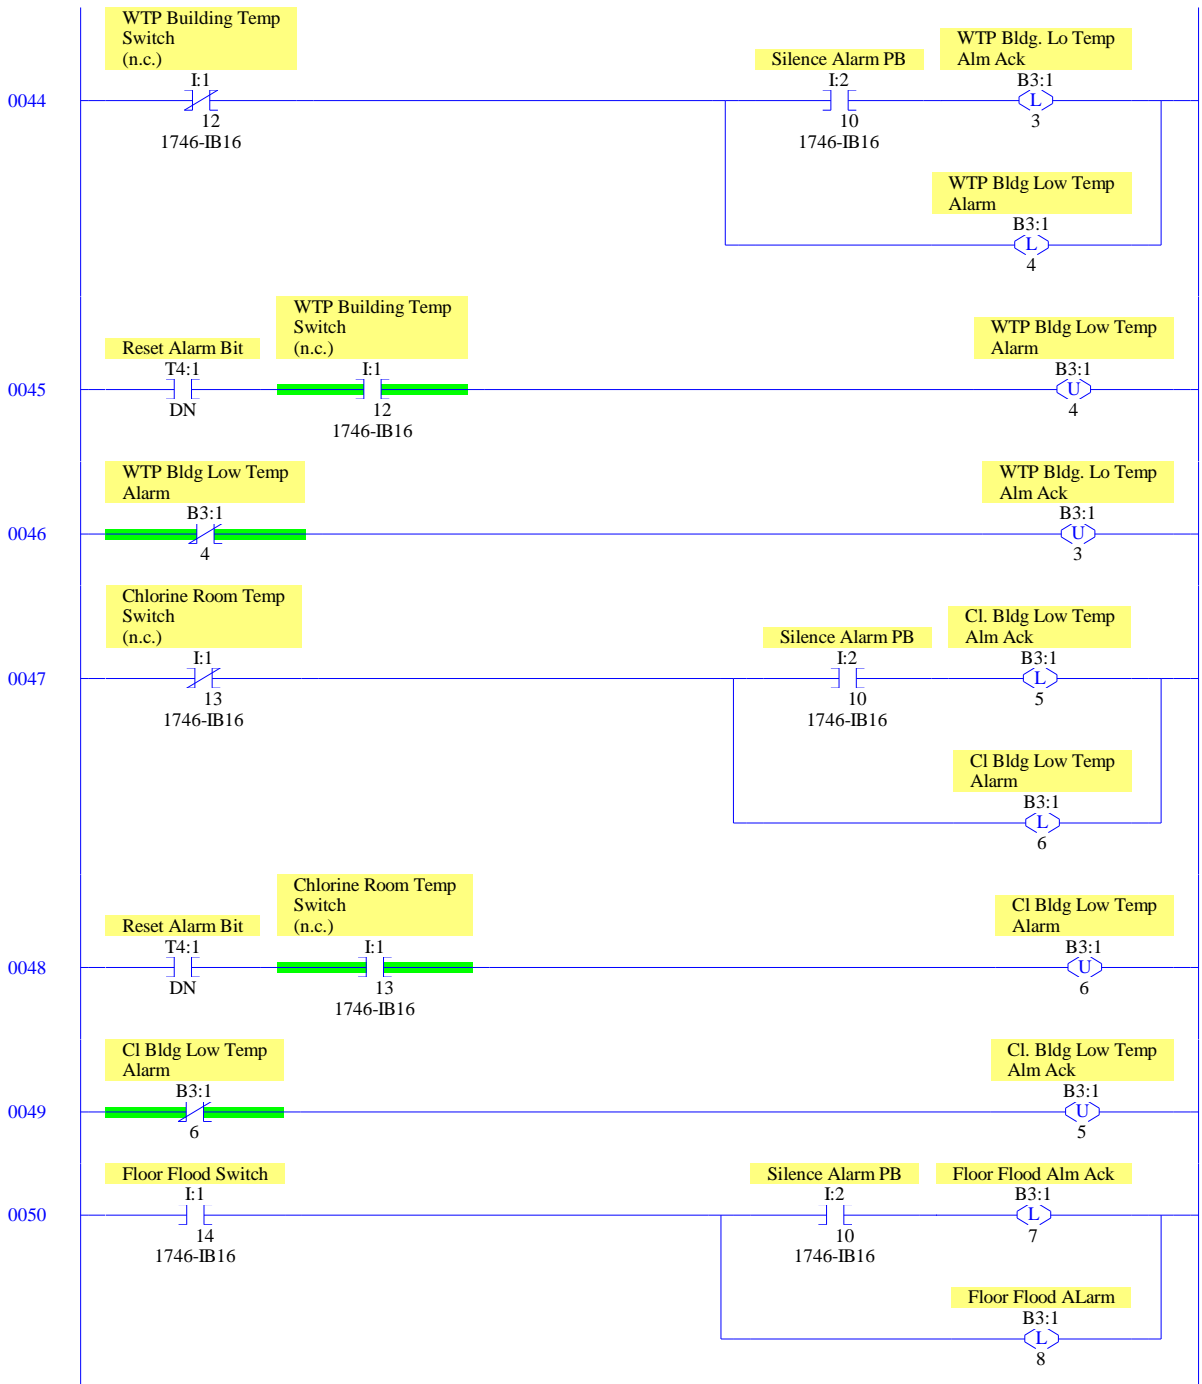 WTP Building Temp
Switch
(n.c.)
I:1
12
1746-IB16
Silence Alarm PB
I:2
10
1746-IB16
WTP Bldg. Lo Temp
Alm Ack
B3:1
L
3
0044
WTP Bldg Low Temp
Alarm
B3:1
L
4
0045
Reset Alarm Bit
T4:1
DN
WTP Building Temp
Switch
(n.c.)
I:1
12
1746-IB16
WTP Bldg Low Temp
Alarm
B3:1
U
4
0046
WTP Bldg Low Temp
Alarm
B3:1
4
WTP Bldg. Lo Temp
Alm Ack
B3:1
U
3
0047
Chlorine Room Temp
Switch
(n.c.)
I:1
13
1746-IB16
Silence Alarm PB
I:2
10
1746-IB16
Cl. Bldg Low Temp
Alm Ack
B3:1
L
5
Cl Bldg Low Temp
Alarm
B3:1
L
6
0048
Reset Alarm Bit
T4:1
DN
Chlorine Room Temp
Switch
(n.c.)
I:1
13
1746-IB16
Cl Bldg Low Temp
Alarm
B3:1
U
6
0049
Cl Bldg Low Temp
Alarm
B3:1
6
Cl. Bldg Low Temp
Alm Ack
B3:1
U
5
0050
Floor Flood Switch
I:1
14
1746-IB16
Silence Alarm PB
I:2
10
1746-IB16
Floor Flood Alm Ack
B3:1
L
7
Floor Flood ALarm
B3:1
L
8